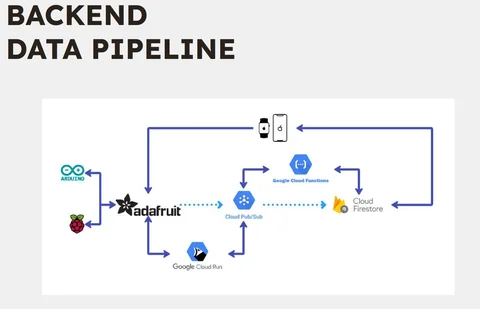 BACKEND
DATA PIPELINE
Google Cloud Functions
ARDUINO
adafruit
Cloud Pub/Sub
Cloud
Firestore
Google Cloud Run